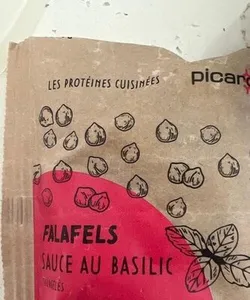 LES PROTÉINES CUISINÉES
picar
FALAFELS
SAUCE AU BASILIC